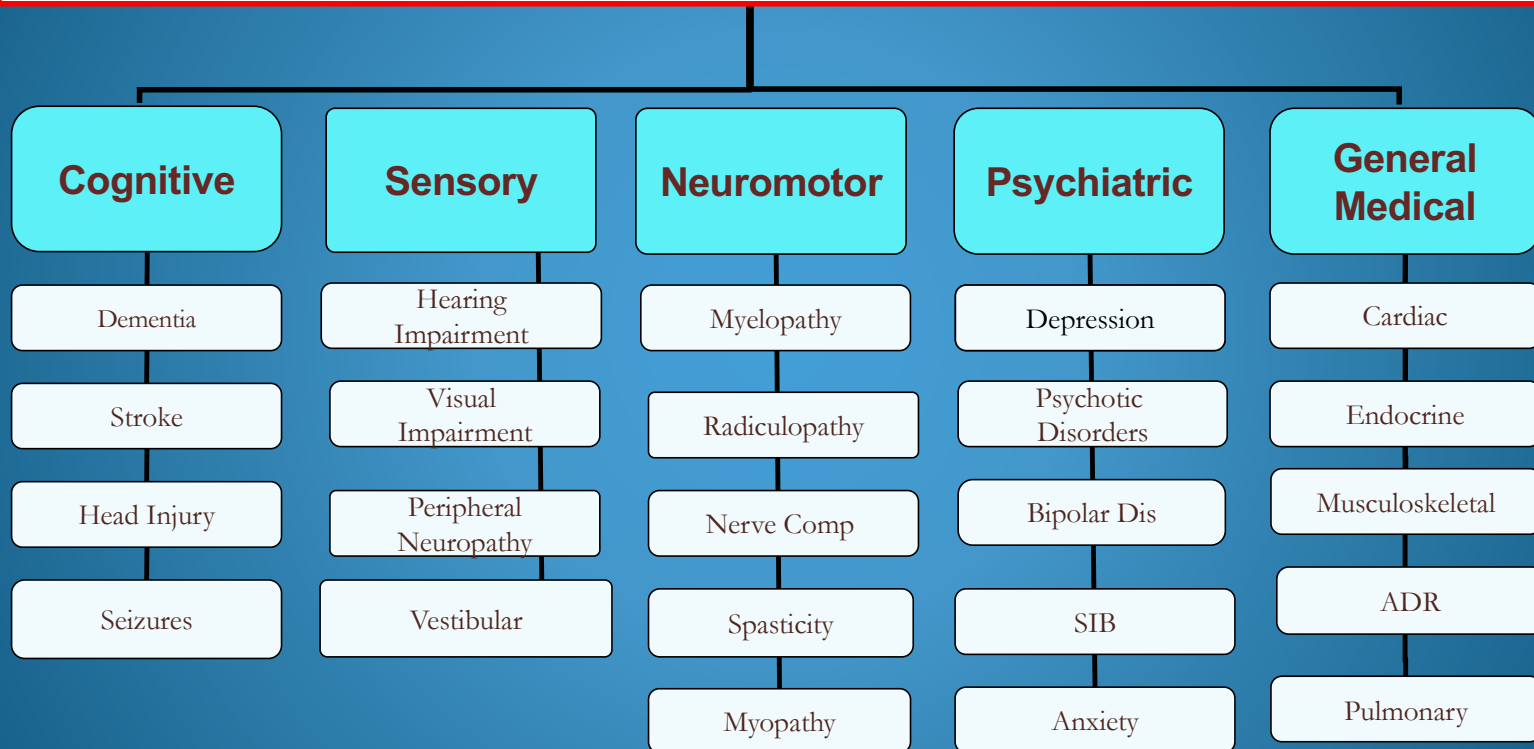 Cognitive
Dementia
Stroke
Head Injury
Seizures
Sensory
Hearing
Impairment
Visual
Impairment
Peripheral
Neuropathy
Vestibular
Neuromotor
Myelopathy
Radiculopathy
Nerve Comp
Spasticity
Myopathy
Psychiatric
Depression
Psychotic
Disorders
Bipolar Dis
SIB
Anxiety
General
Medical
Cardiac
Endocrine
Musculoskeletal
ADR
Pulmonary